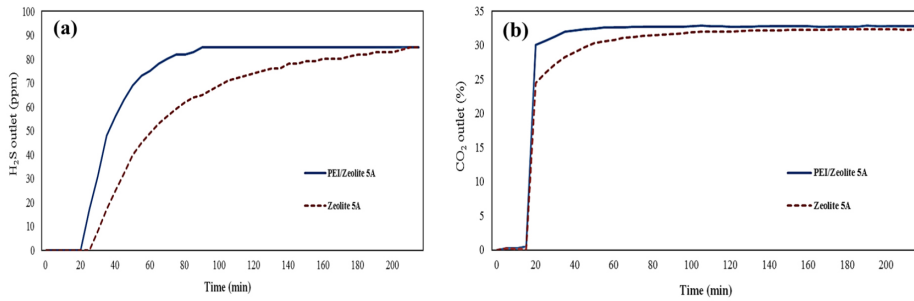 (a)
100
90
80
70
60
50
40
30
20
10
0
H₂S outlet (ppm)
PEI/Zeolite 5A
Zeolite 5A
0 20 40 60 80 100 120 140 160 180 200
Time (min)
(b)
35
30
25
20
15
10
5
0
CO₂ outlet (%)
PEI/Zeolite 5A
Zeolite 5A
0 20 40 60 80 100 120 140 160 180 200
Time (min)